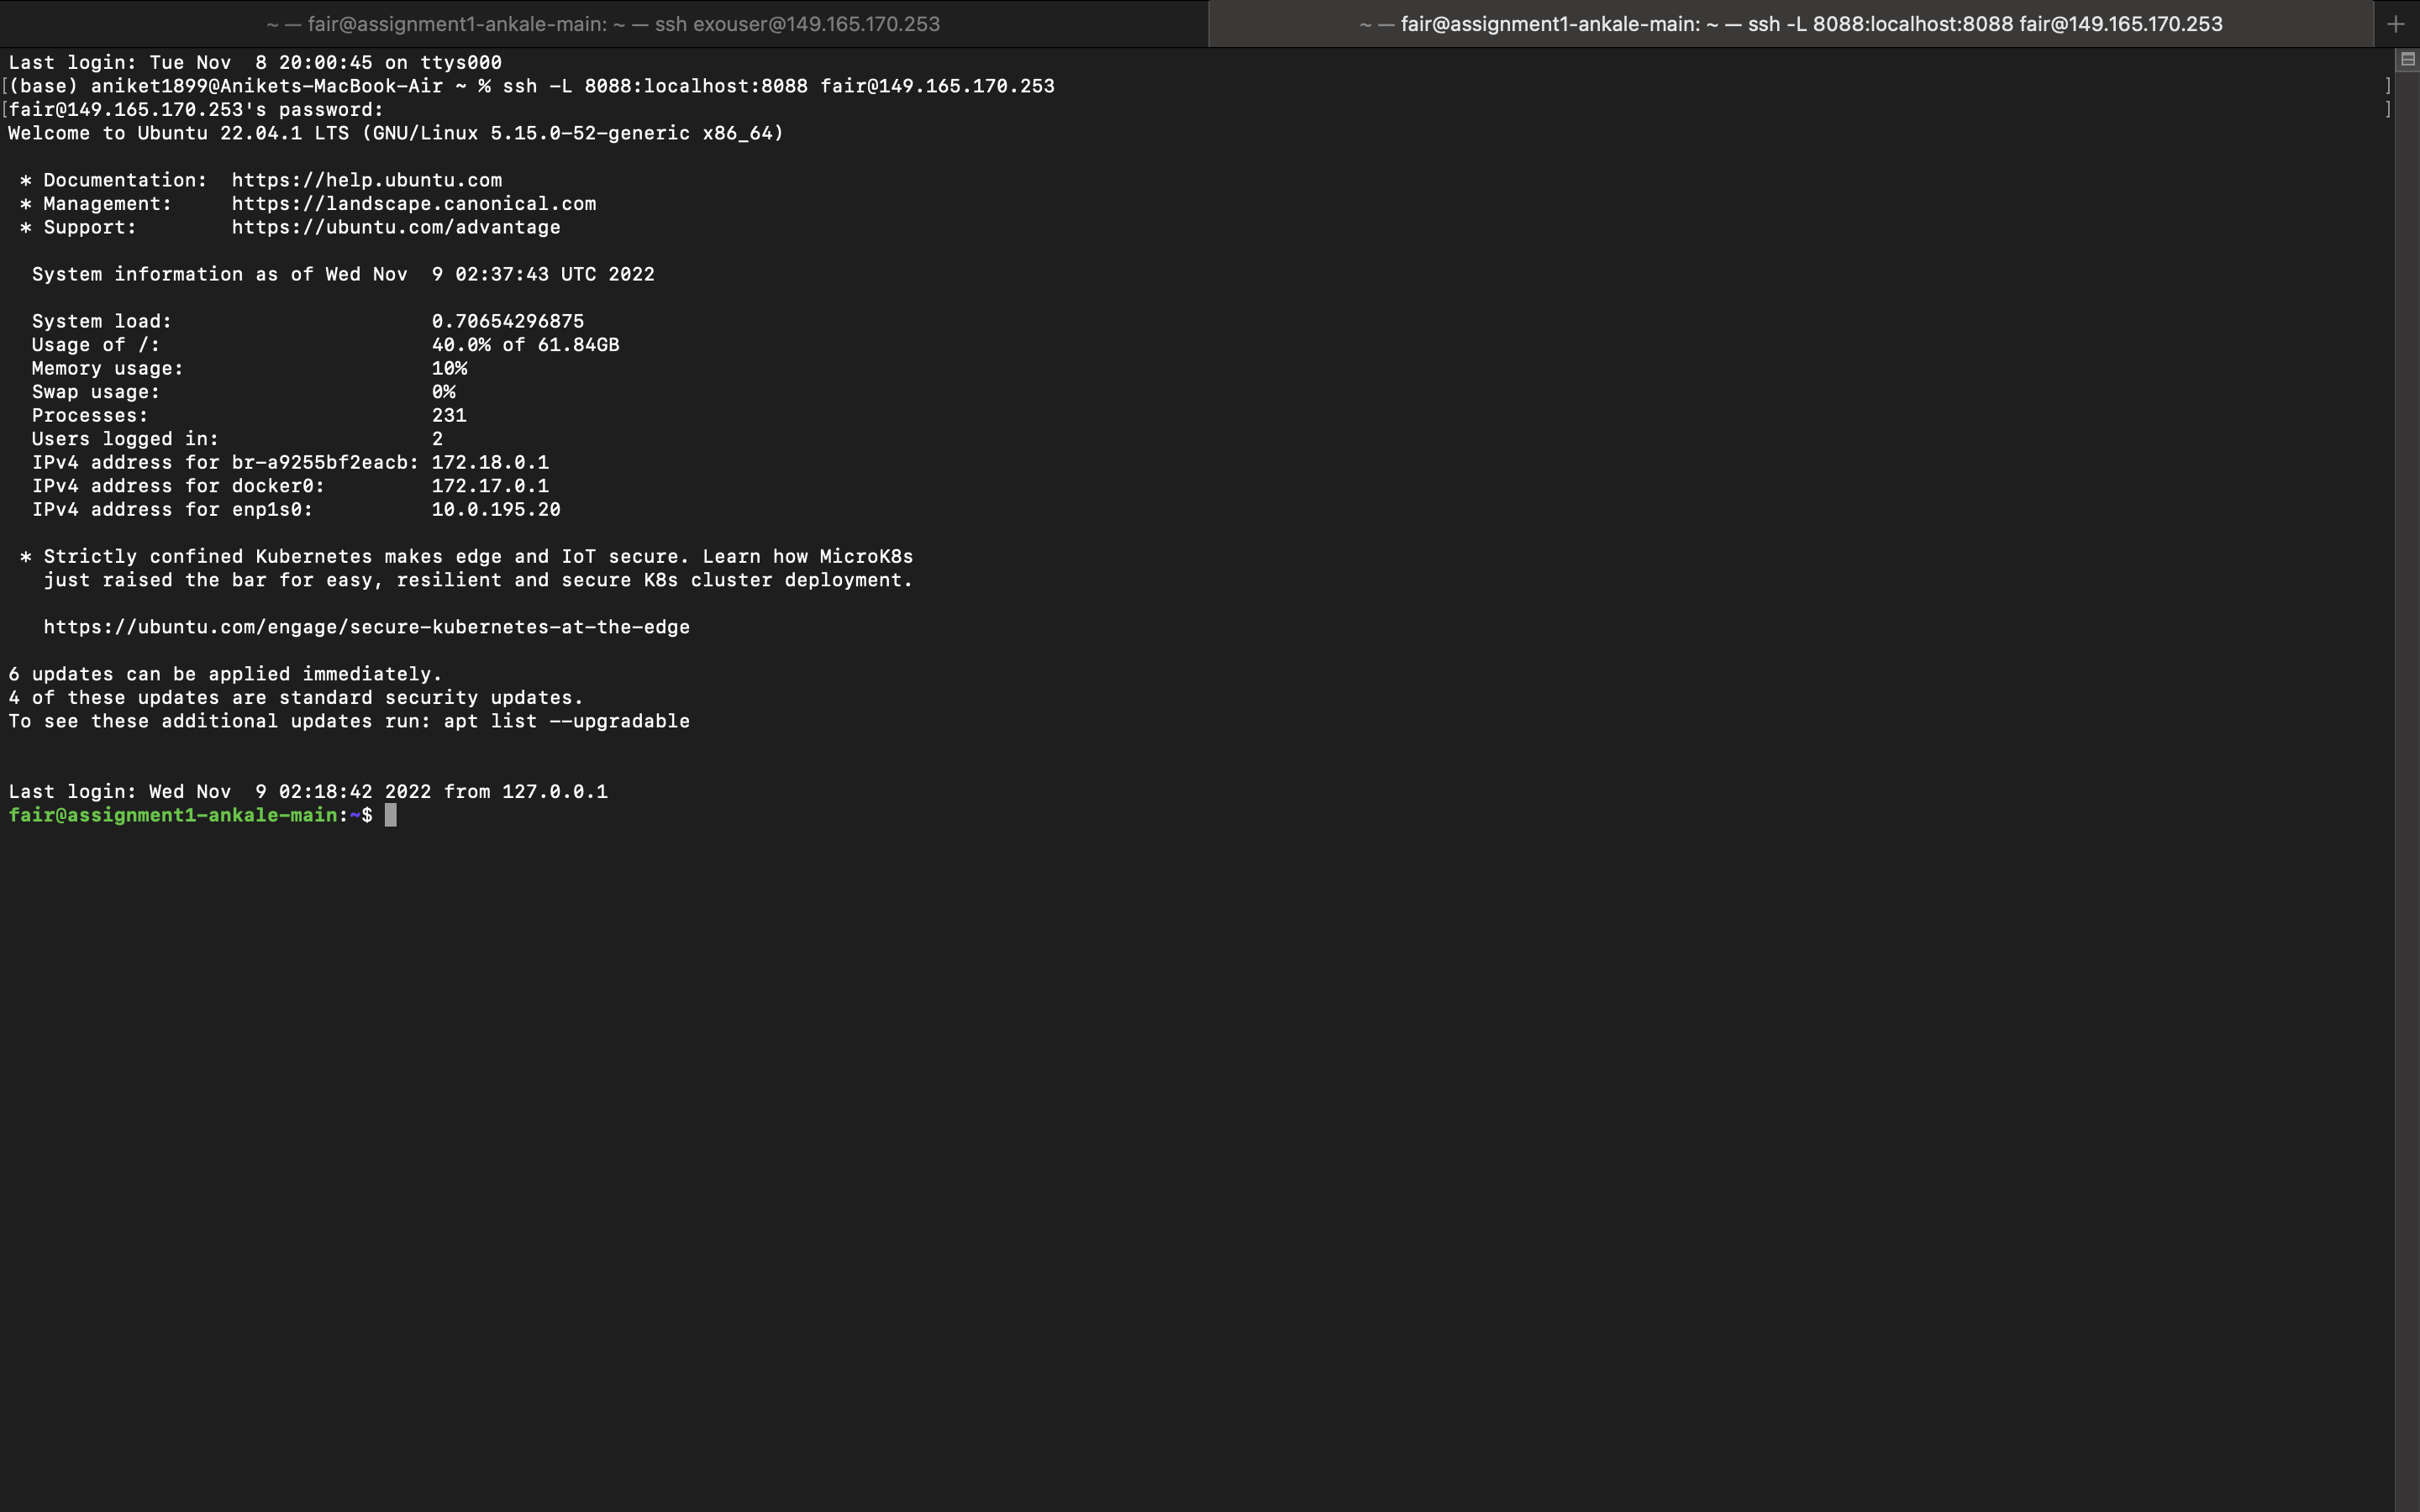 ~ — fair@assignment1-ankale-main: ~ — ssh exouser@149.165.170.253
~ — fair@assignment1-ankale-main: ~ — ssh -L 8088:localhost:8088 fair@149.165.170.253
Last login: Tue Nov  8 20:00:45 on ttys000
[(base) aniket1899@Anikets-MacBook-Air ~ % ssh -L 8088:localhost:8088 fair@149.165.170.253 ]
[fair@149.165.170.253's password: ]
Welcome to Ubuntu 22.04.1 LTS (GNU/Linux 5.15.0-52-generic x86_64)
* Documentation:  https://help.ubuntu.com
* Management:     https://landscape.canonical.com
* Support:        https://ubuntu.com/advantage
System information as of Wed Nov  9 02:37:43 UTC 2022
System load:                      0.70654296875
Usage of /:                       40.0% of 61.84GB
Memory usage:                     10%
Swap usage:                       0%
Processes:                        231
Users logged in:                  2
IPv4 address for br-a9255bf2eacb: 172.18.0.1
IPv4 address for docker0:         172.17.0.1
IPv4 address for enp1s0:          10.0.195.20
* Strictly confined Kubernetes makes edge and IoT secure. Learn how MicroK8s
just raised the bar for easy, resilient and secure K8s cluster deployment.
https://ubuntu.com/engage/secure-kubernetes-at-the-edge
6 updates can be applied immediately.
4 of these updates are standard security updates.
To see these additional updates run: apt list --upgradable
Last login: Wed Nov  9 02:18:42 2022 from 127.0.0.1
fair@assignment1-ankale-main:~$